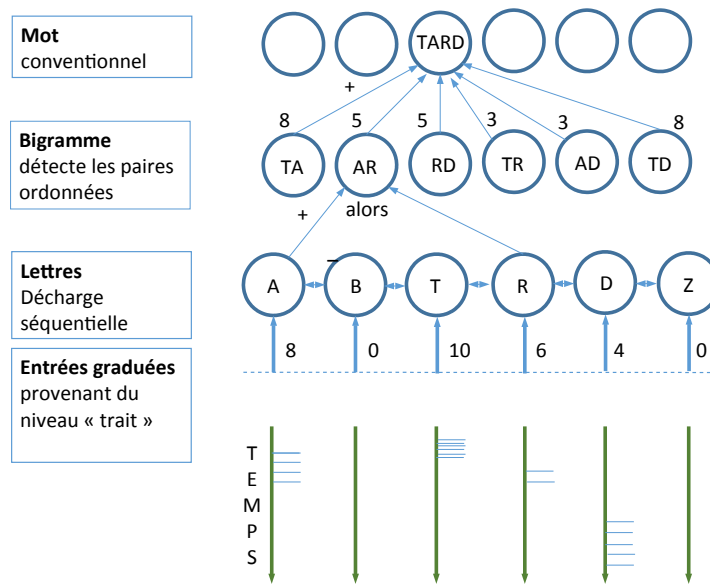 Mot
conventionnel
TARD
+
8 5 5 3 3 8
Bigramme
détecte les paires
ordonnées
TA AR RD TR AD TD
+ alors
Lettres
Décharge
séquentielle
–
A B T R D Z
Entrées graduées
provenant du
niveau « trait »
8 0 10 6 4 0
T
E
M
P
S